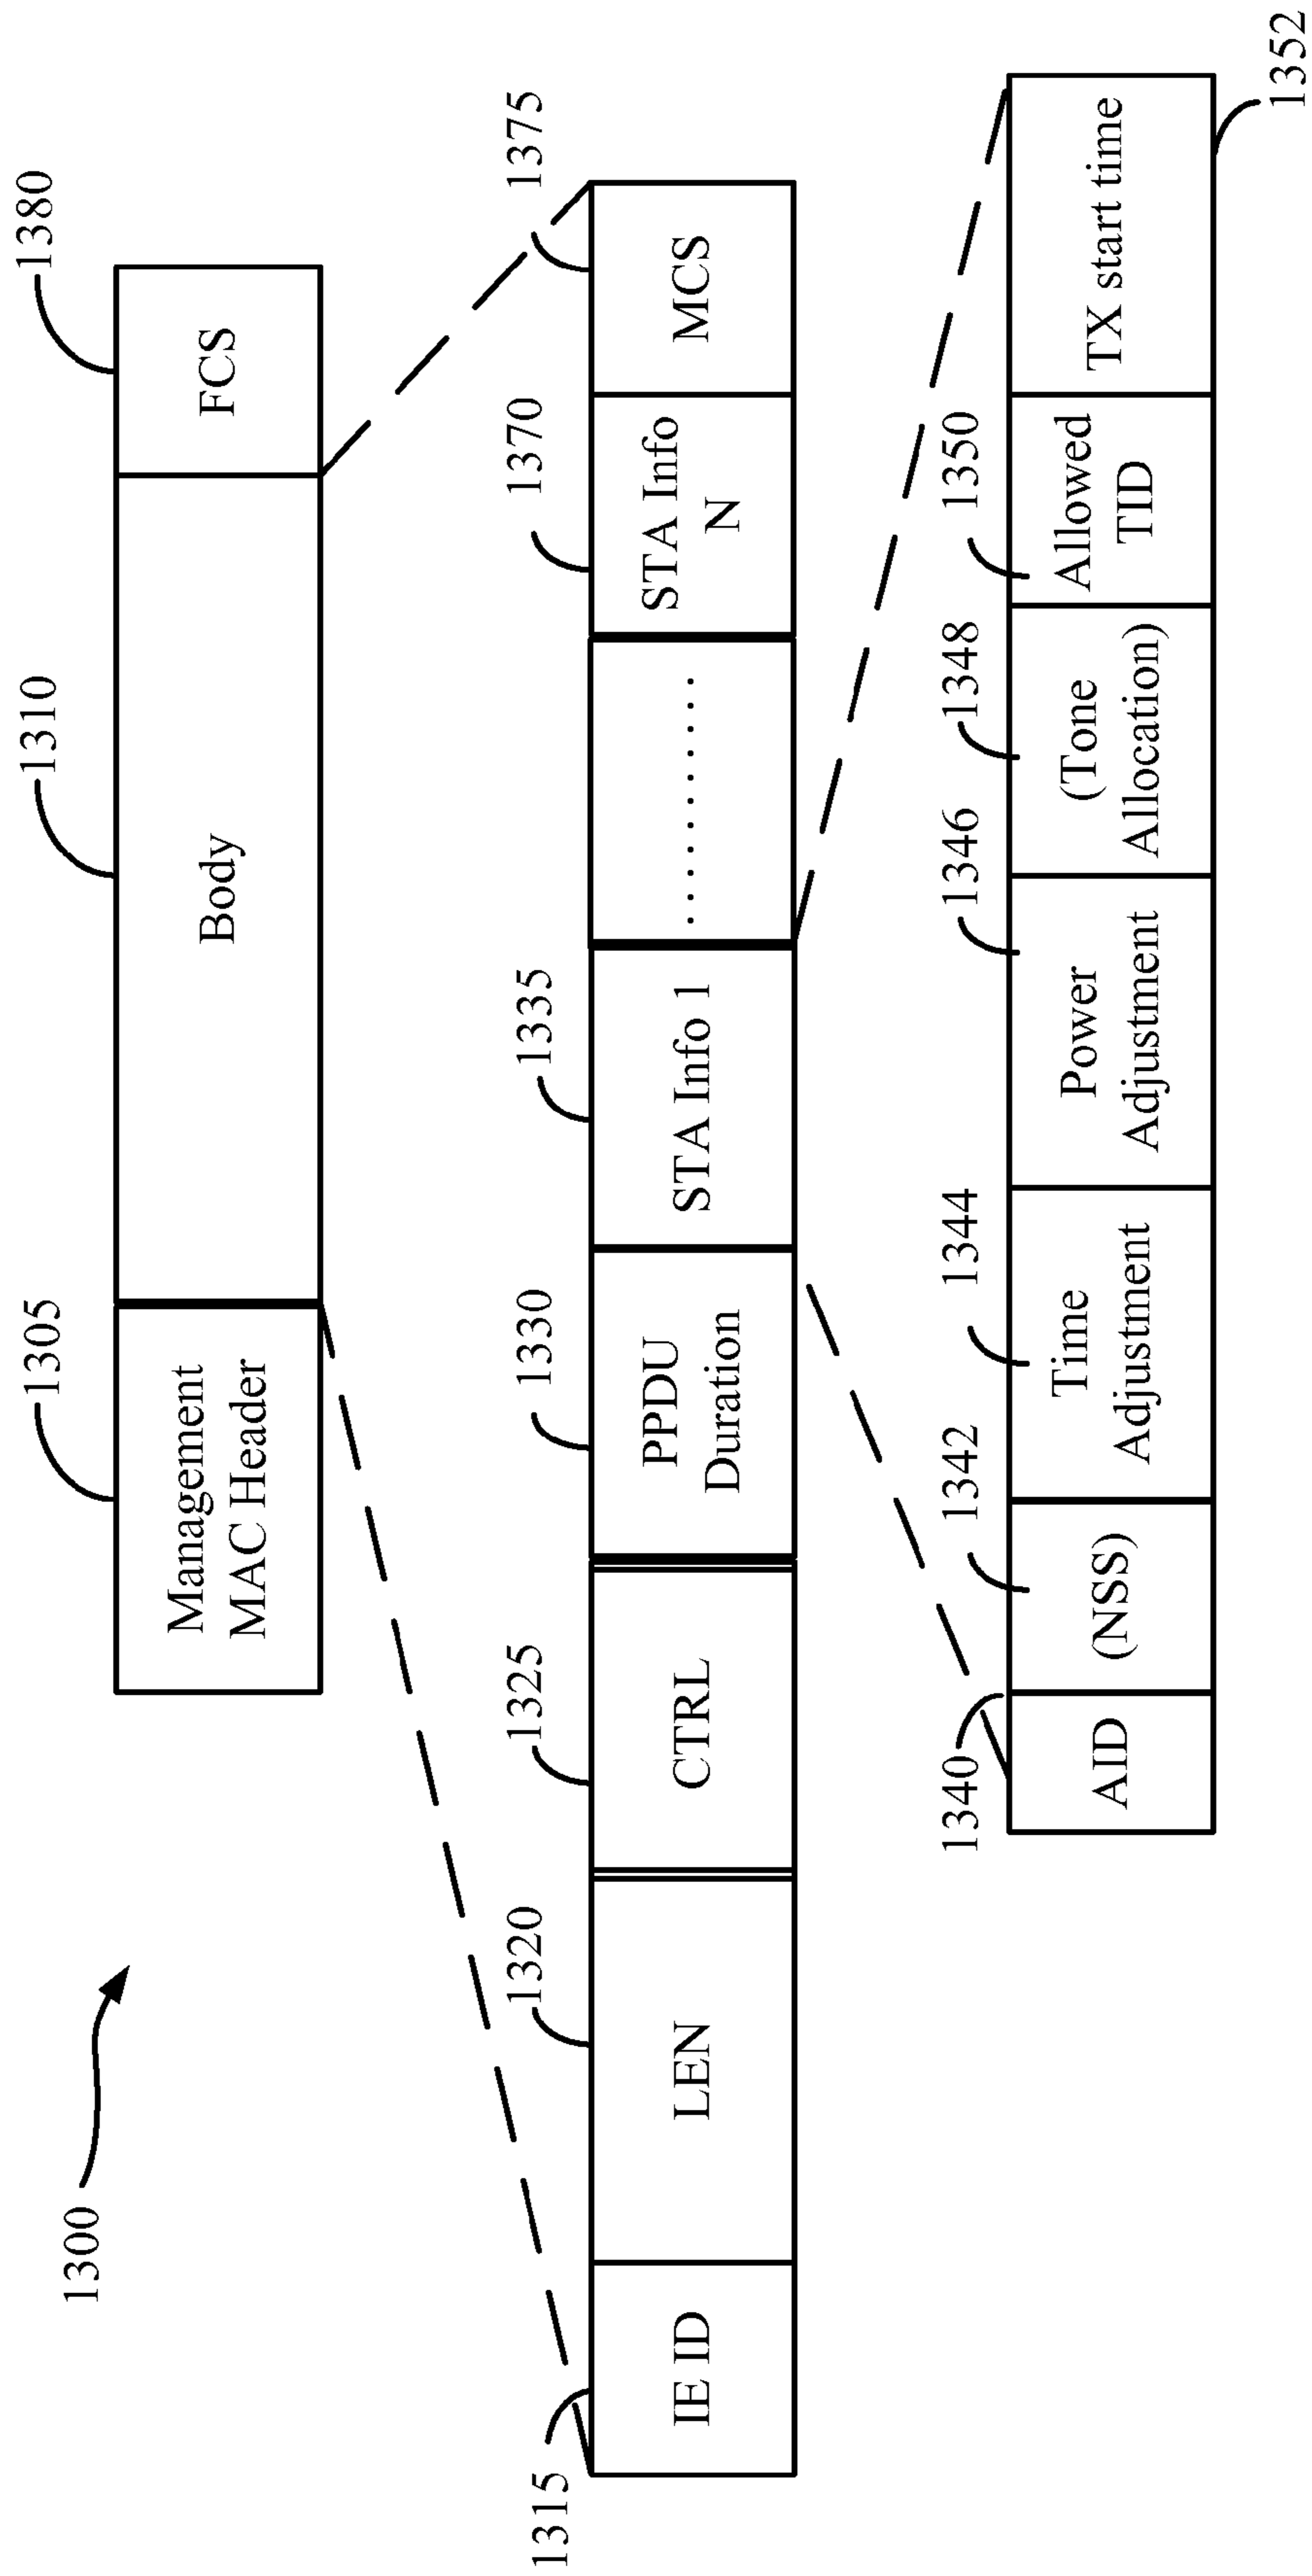 1300
1305
1310
1380
Management
MAC Header
Body
FCS
1315
1320
1325
1330
1335
1370
1375
IE ID
LEN
CTRL
PPDU
Duration
STA Info 1
..........
STA Info
N
MCS
1340
1342
1344
1346
1348
1350
AID
(NSS)
Time
Adjustment
Power
Adjustment
(Tone
Allocation)
Allowed
TID
TX start time
1352